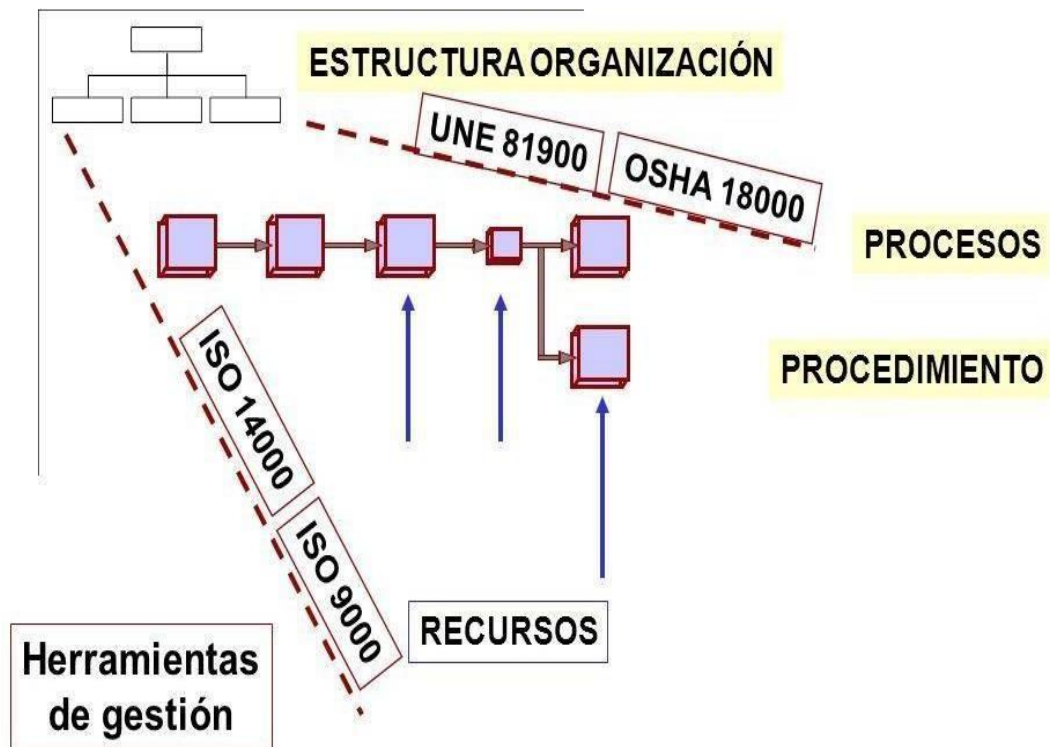 ESTRUCTURA ORGANIZACIÓN
UNE 81900
OSHA 18000
PROCESOS
PROCEDIMIENTO
ISO 14000
ISO 9000
RECURSOS
Herramientas
de gestión